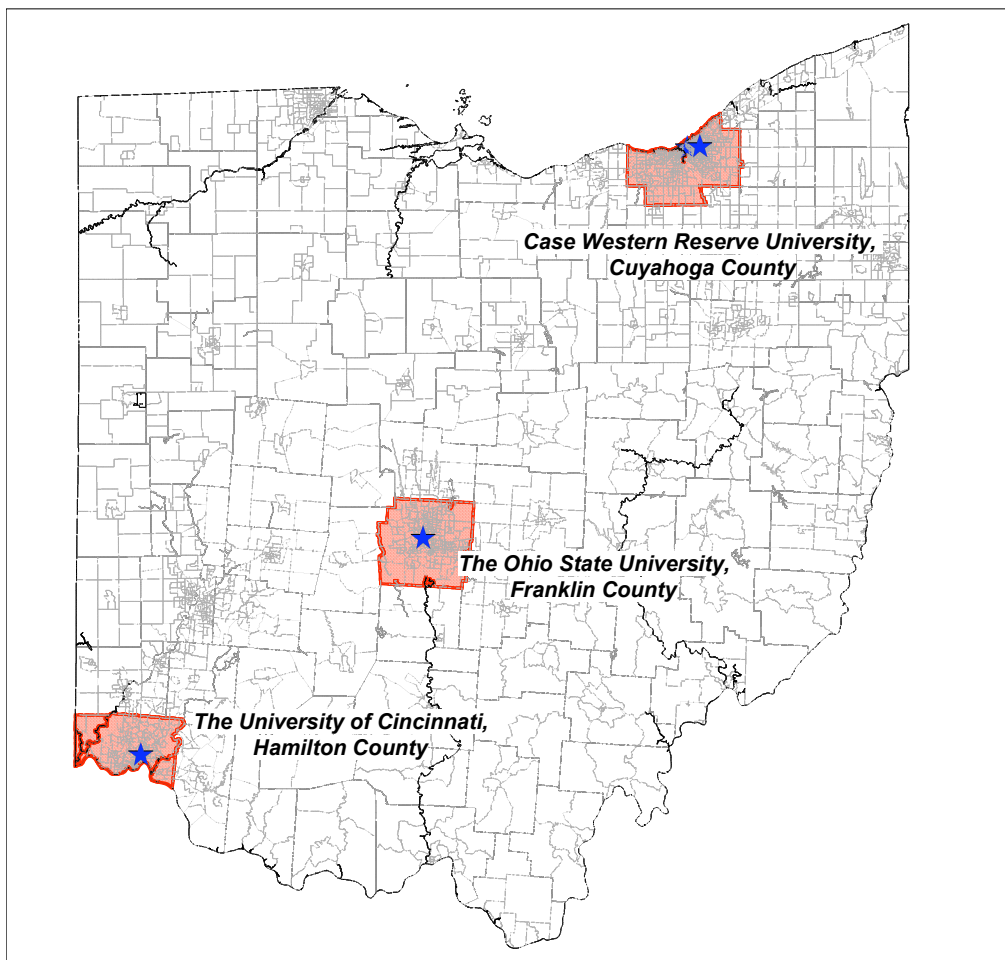 Case Western Reserve University,
Cuyahoga County
The Ohio State University,
Franklin County
The University of Cincinnati,
Hamilton County